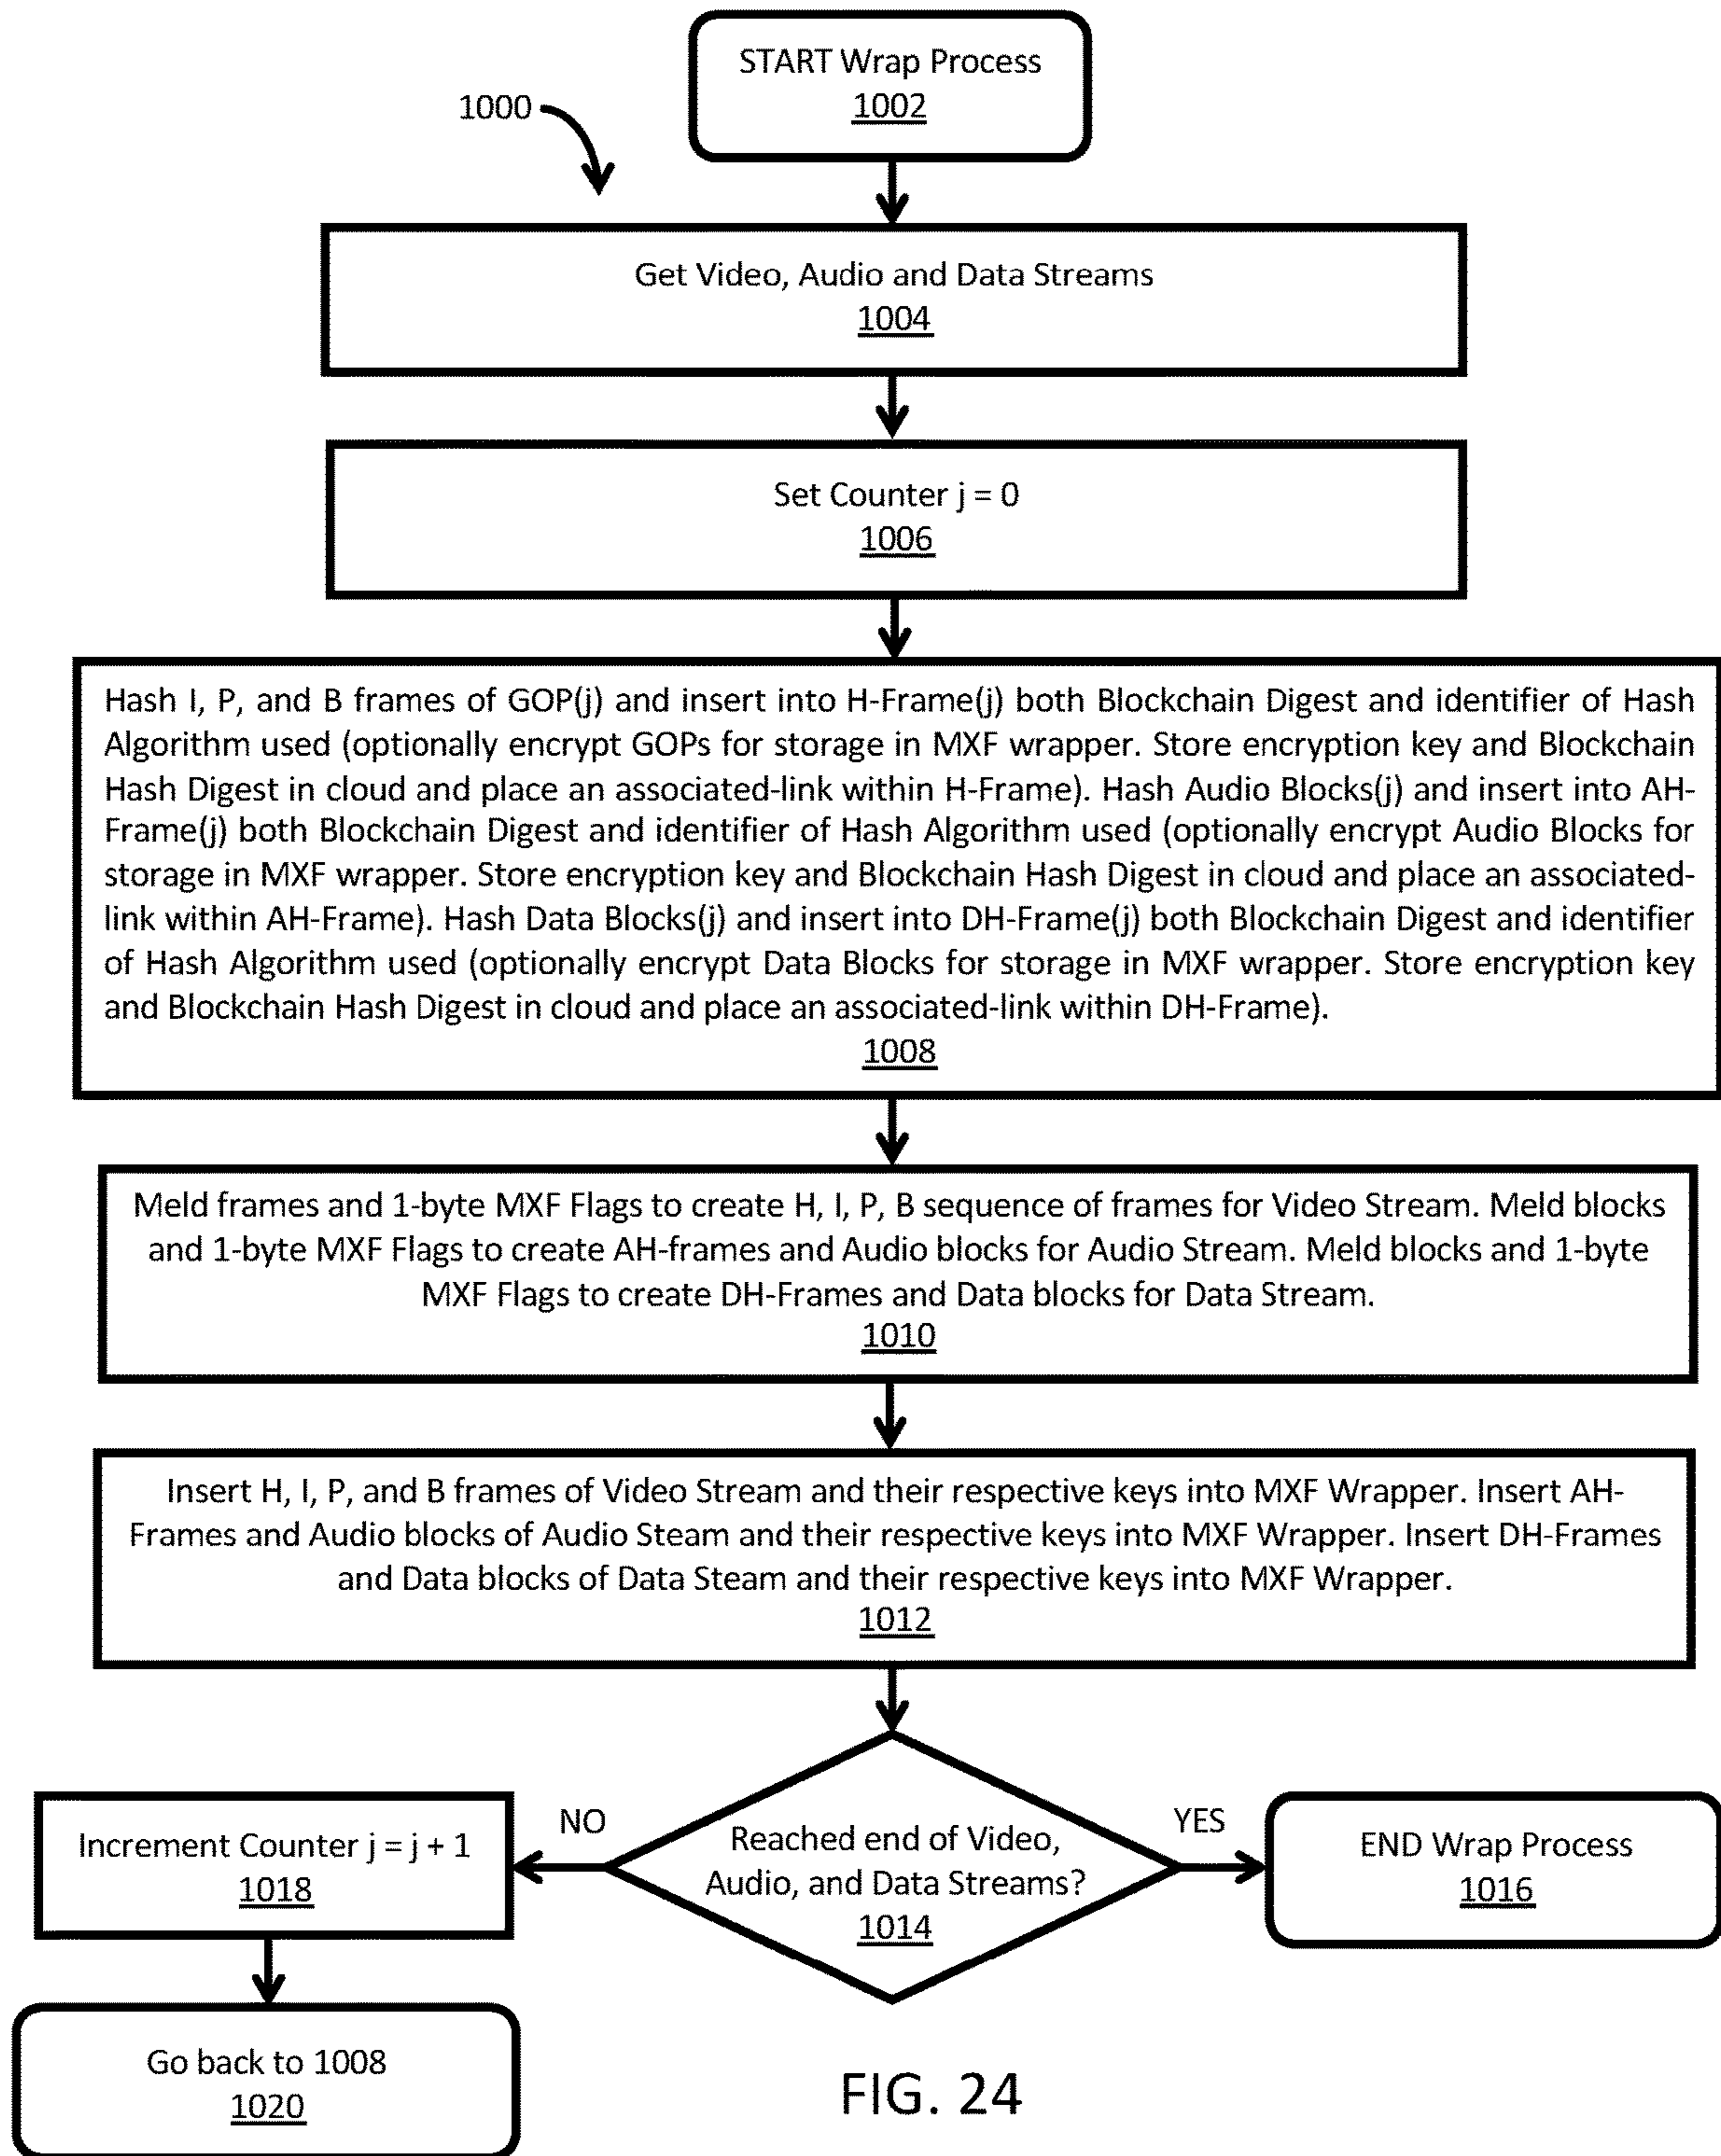 START Wrap Process
1002
1000
Get Video, Audio and Data Streams
1004
Set Counter j = 0
1006
Hash I, P, and B frames of GOP(j) and insert into H-Frame(j) both Blockchain Digest and identifier of Hash
Algorithm used (optionally encrypt GOPs for storage in MXF wrapper. Store encryption key and Blockchain
Hash Digest in cloud and place an associated-link within H-Frame). Hash Audio Blocks(j) and insert into AH-
Frame(j) both Blockchain Digest and identifier of Hash Algorithm used (optionally encrypt Audio Blocks for
storage in MXF wrapper. Store encryption key and Blockchain Hash Digest in cloud and place an associated-
link within AH-Frame). Hash Data Blocks(j) and insert into DH-Frame(j) both Blockchain Digest and identifier
of Hash Algorithm used (optionally encrypt Data Blocks for storage in MXF wrapper. Store encryption key
and Blockchain Hash Digest in cloud and place an associated-link within DH-Frame).
1008
Meld frames and 1-byte MXF Flags to create H, I, P, B sequence of frames for Video Stream. Meld blocks
and 1-byte MXF Flags to create AH-frames and Audio blocks for Audio Stream. Meld blocks and 1-byte
MXF Flags to create DH-Frames and Data blocks for Data Stream.
1010
Insert H, I, P, and B frames of Video Stream and their respective keys into MXF Wrapper. Insert AH-
Frames and Audio blocks of Audio Steam and their respective keys into MXF Wrapper. Insert DH-Frames
and Data blocks of Data Steam and their respective keys into MXF Wrapper.
1012
Reached end of Video,
Audio, and Data Streams?
1014
NO
YES
Increment Counter j = j + 1
1018
END Wrap Process
1016
Go back to 1008
1020
FIG. 24